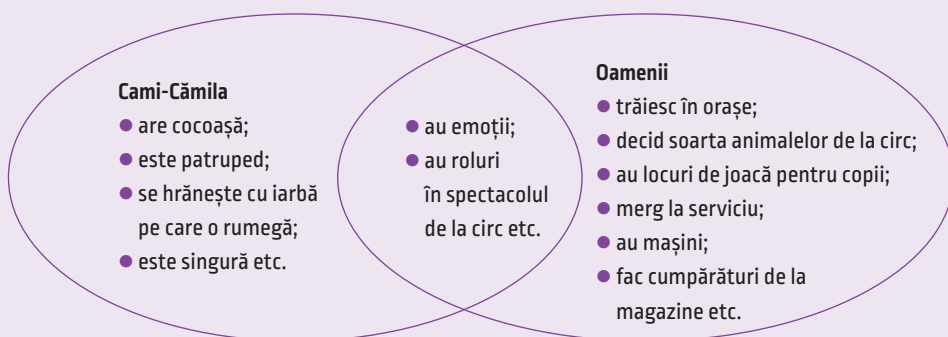 Cami-Cămila
● are cocoașă;
● este patruped;
● se hrănește cu iarbă
pe care o rumegă;
● este singură etc.
● au emoții;
● au roluri
în spectacolul
de la circ etc.
Oamenii
● trăiesc în orașe;
● decid soarta animalelor de la circ;
● au locuri de joacă pentru copii;
● merg la serviciu;
● au mașini;
● fac cumpărături de la
magazine etc.